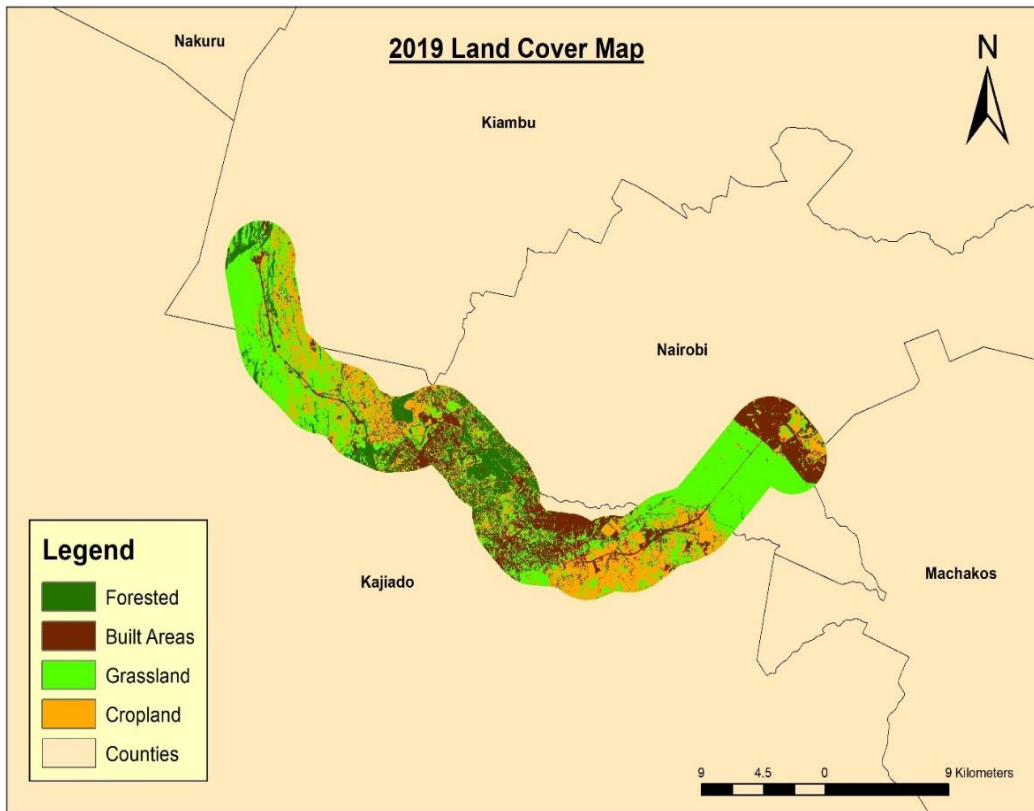 2019 Land Cover Map
N
Nakuru
Kiambu
Nairobi
Kajiado
Machakos
Legend
Forested
Built Areas
Grassland
Cropland
Counties
9 4.5 0 9 Kilometers